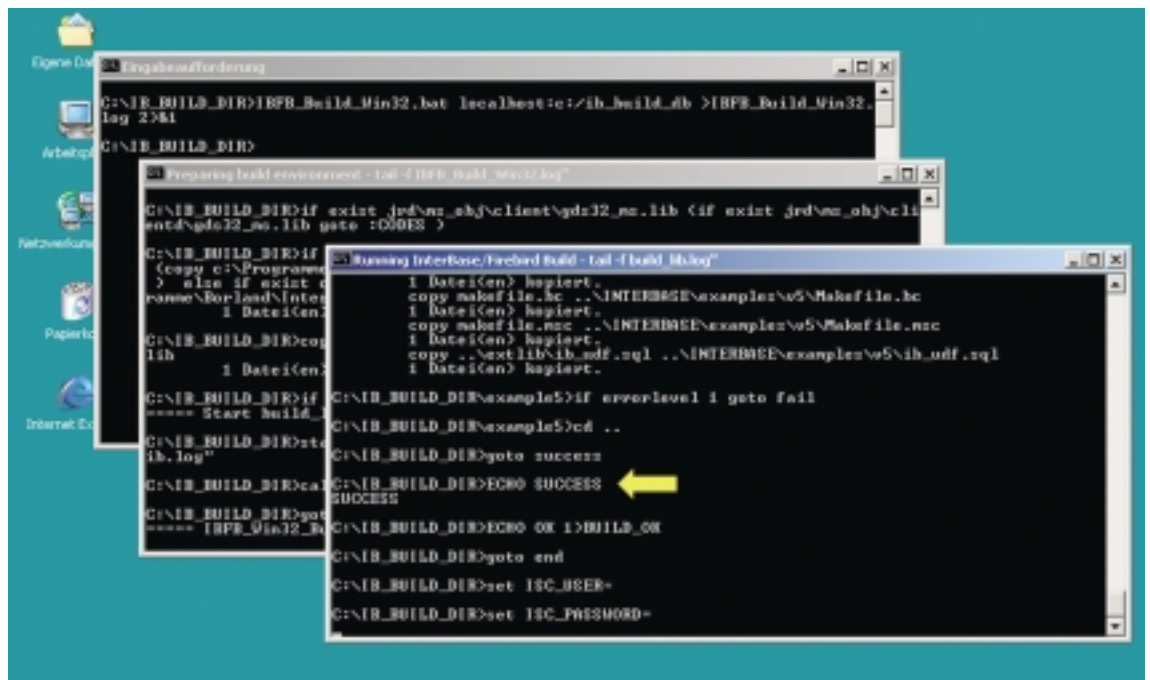 Eigene Dat
Arbeitspl
Netzwerkum
Papierko
Internet Ex
Eingabeaufforderung
C:\IB_BUILD_DIR>IBFB_Build_Win32.bat localhost:c:/ib_build_db >IBFB_Build_Win32.
log 2>&1
C:\IB_BUILD_DIR>
Preparing build environment - tail -f IBFB_Build_Win32.log"
C:\IB_BUILD_DIR>if exist jrd\ms_obj\client\gds32_ms.lib (if exist jrd\ms_obj\cli
entd\gds32_ms.lib goto :CODES )
C:\IB_BUILD_DIR>if
(copy c:\Programme
) else if exist c
ramme\Borland\Inter
1 Datei(en)
C:\IB_BUILD_DIR>cop
lib
1 Datei(en)
C:\IB_BUILD_DIR>if
===== Start build_l
C:\IB_BUILD_DIR>sta
ib.log"
C:\IB_BUILD_DIR>cal
C:\IB_BUILD_DIR>got
===== IBFB_Win32_Bu
Running InterBase/Firebird Build - tail -f build_lib.log"
1 Datei(en) kopiert.
copy makefile.bc ..\INTERBASE\examples\v5\Makefile.bc
1 Datei(en) kopiert.
copy makefile.msc ..\INTERBASE\examples\v5\Makefile.msc
1 Datei(en) kopiert.
copy ..\extlib\ib_udf.sql ..\INTERBASE\examples\v5\ib_udf.sql
1 Datei(en) kopiert.
C:\IB_BUILD_DIR\example5>if errorlevel 1 goto fail
C:\IB_BUILD_DIR\example5>cd ..
C:\IB_BUILD_DIR>goto success
C:\IB_BUILD_DIR>ECHO SUCCESS
SUCCESS
C:\IB_BUILD_DIR>ECHO OK 1>BUILD_OK
C:\IB_BUILD_DIR>goto end
C:\IB_BUILD_DIR>set ISC_USER=
C:\IB_BUILD_DIR>set ISC_PASSWORD=